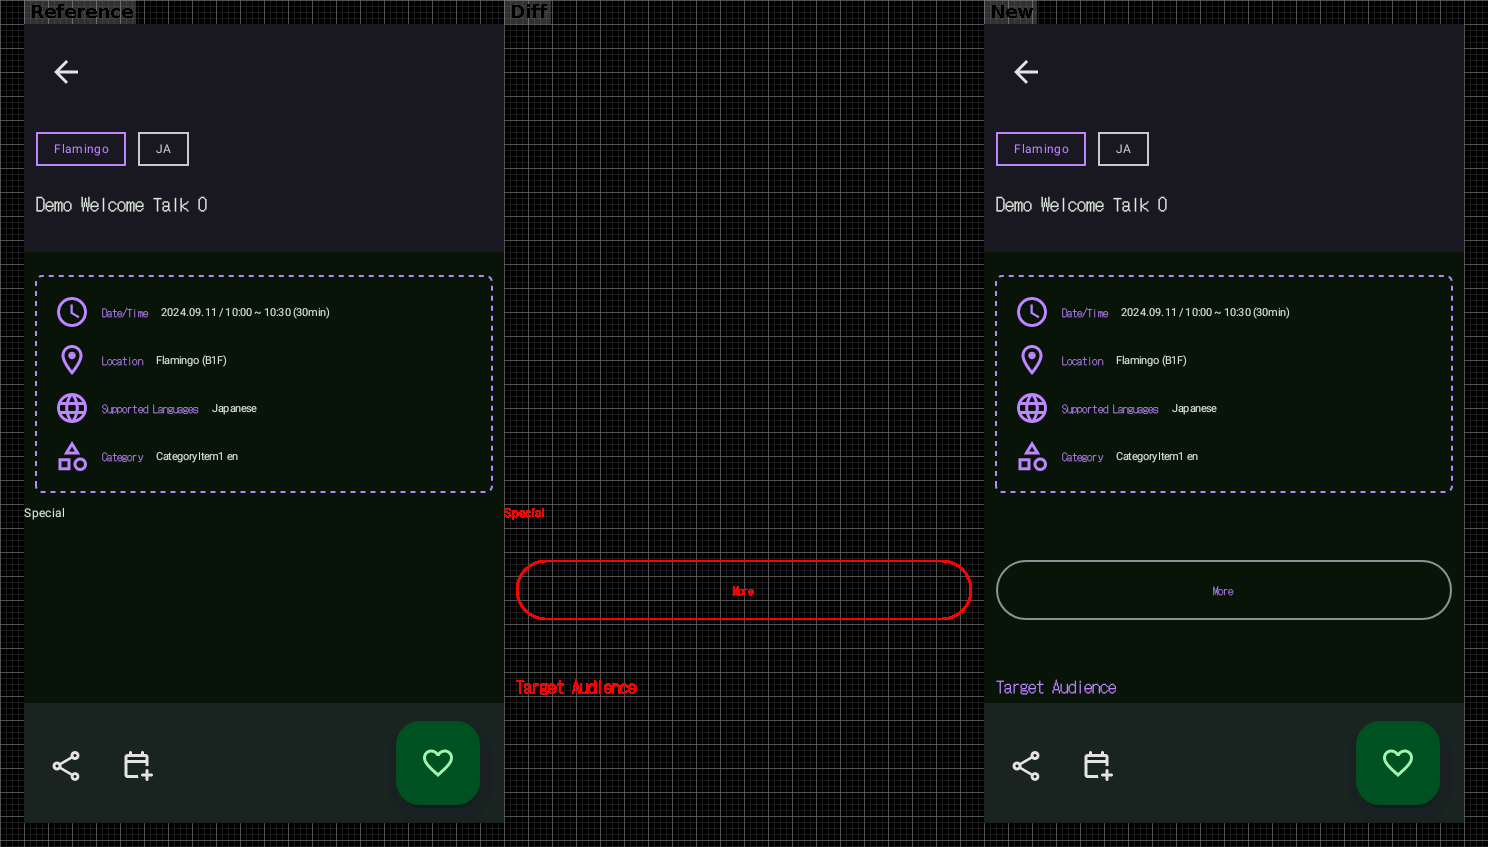 Reference
Flamingo
JA
Demo Welcome Talk 0
Date/Time 2024.09.11 / 10:00 ~ 10:30 (30min)
Location Flamingo (B1F)
Supported Languages Japanese
Category CategoryItem1 en
Special
Diff
Special
More
Target Audience
New
Flamingo
JA
Demo Welcome Talk 0
Date/Time 2024.09.11 / 10:00 ~ 10:30 (30min)
Location Flamingo (B1F)
Supported Languages Japanese
Category CategoryItem1 en
More
Target Audience